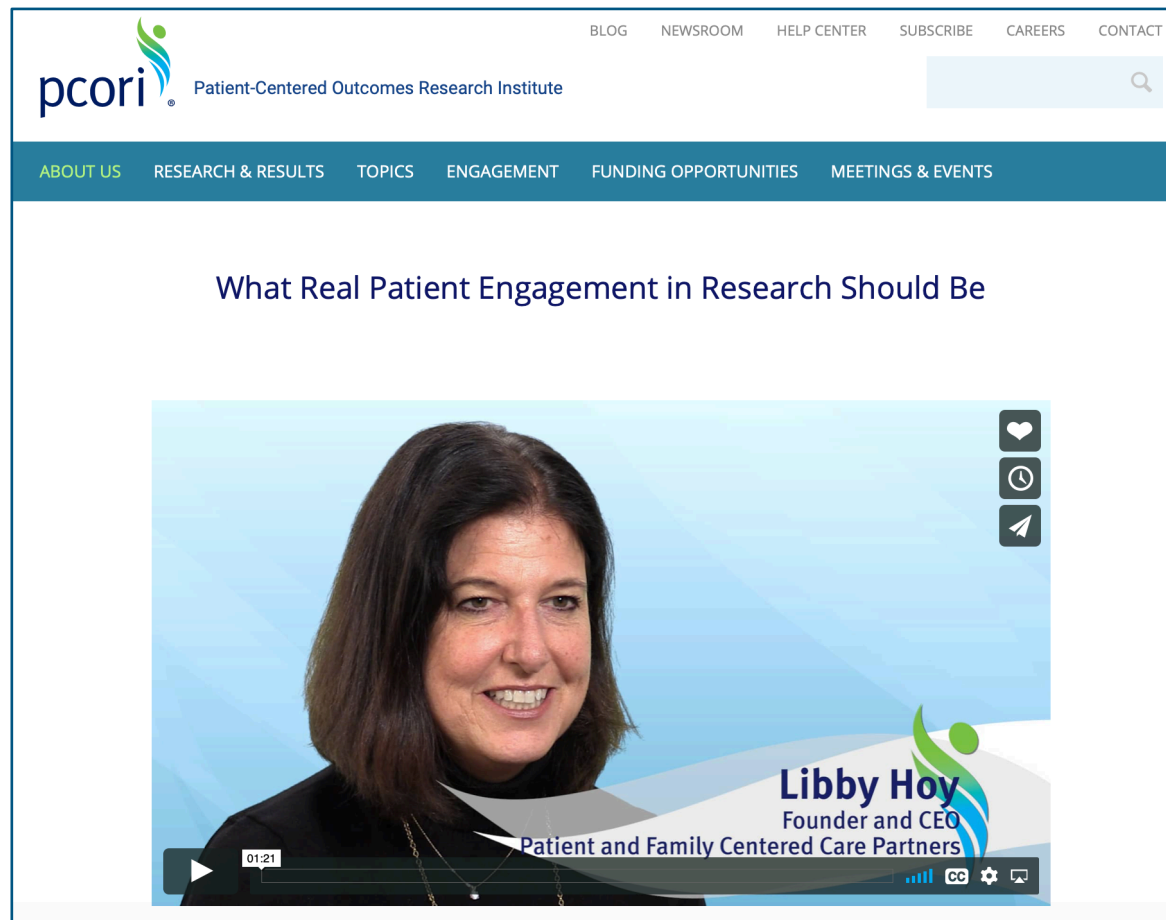 BLOG NEWSROOM HELP CENTER SUBSCRIBE CAREERS CONTACT
pcori®
Patient-Centered Outcomes Research Institute
ABOUT US RESEARCH & RESULTS TOPICS ENGAGEMENT FUNDING OPPORTUNITIES MEETINGS & EVENTS
What Real Patient Engagement in Research Should Be
Libby Hoy
Founder and CEO
Patient and Family Centered Care Partners
01:21
CC